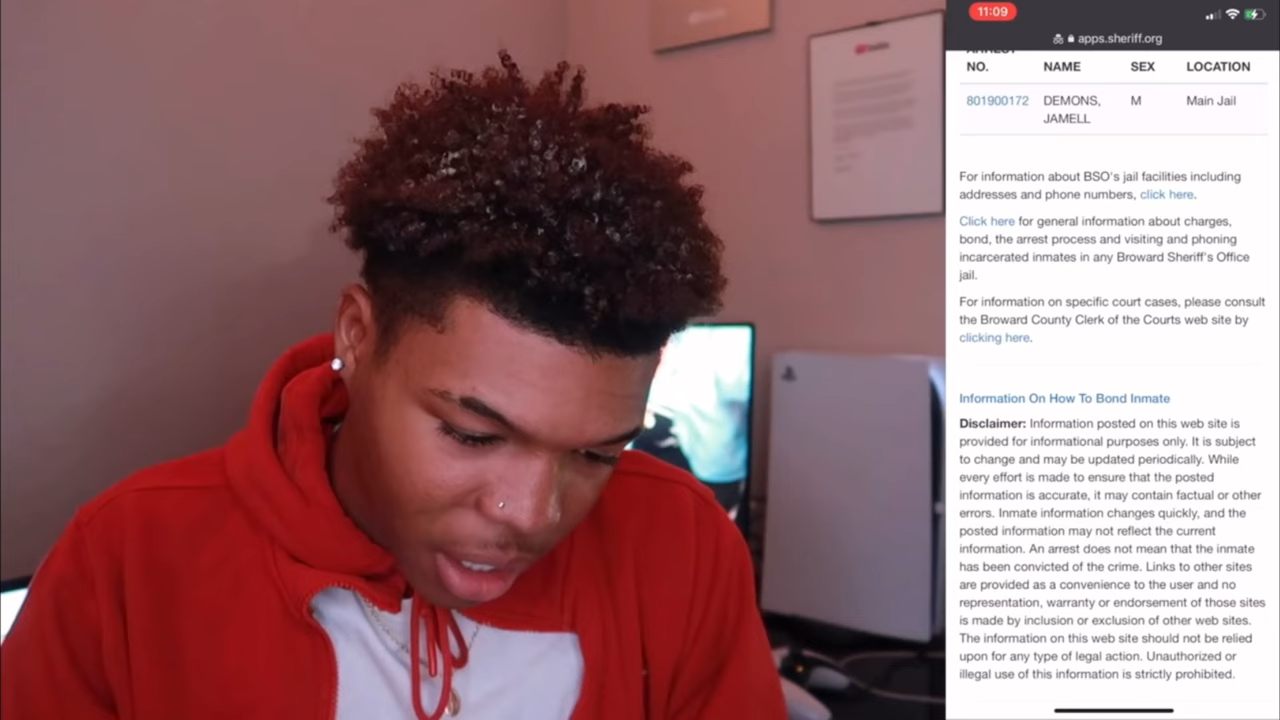 11:09
apps.sheriff.org
NO. NAME SEX LOCATION
801900172 DEMONS, M Main Jail
JAMELL
For information about BSO's jail facilities including
addresses and phone numbers, click here.
Click here for general information about charges,
bond, the arrest process and visiting and phoning
incarcerated inmates in any Broward Sheriff's Office
jail.
For information on specific court cases, please consult
the Broward County Clerk of the Courts web site by
clicking here.
Information On How To Bond Inmate
Disclaimer: Information posted on this web site is
provided for informational purposes only. It is subject
to change and may be updated periodically. While
every effort is made to ensure that the posted
information is accurate, it may contain factual or other
errors. Inmate information changes quickly, and the
posted information may not reflect the current
information. An arrest does not mean that the inmate
has been convicted of the crime. Links to other sites
are provided as a convenience to the user and no
representation, warranty or endorsement of those sites
is made by inclusion or exclusion of other web sites.
The information on this web site should not be relied
upon for any type of legal action. Unauthorized or
illegal use of this information is strictly prohibited.